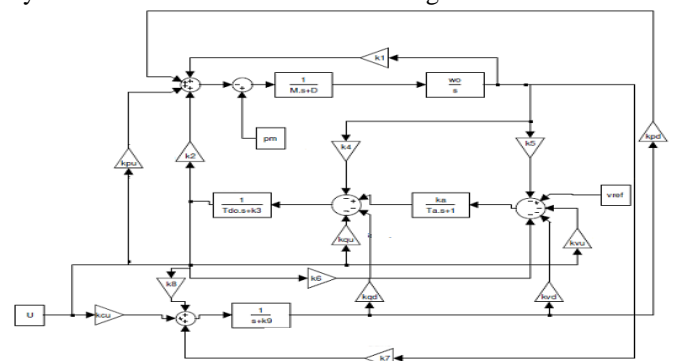 k1
1
M.s+D
wo
s
pm
kpu
k2
k4
k5
kpd
1
Tdo.s+k3
ka
Ta.s+1
vref
kqu
kvu
k8
k6
kqd
kvd
U
kcu
1
s+k9
k7